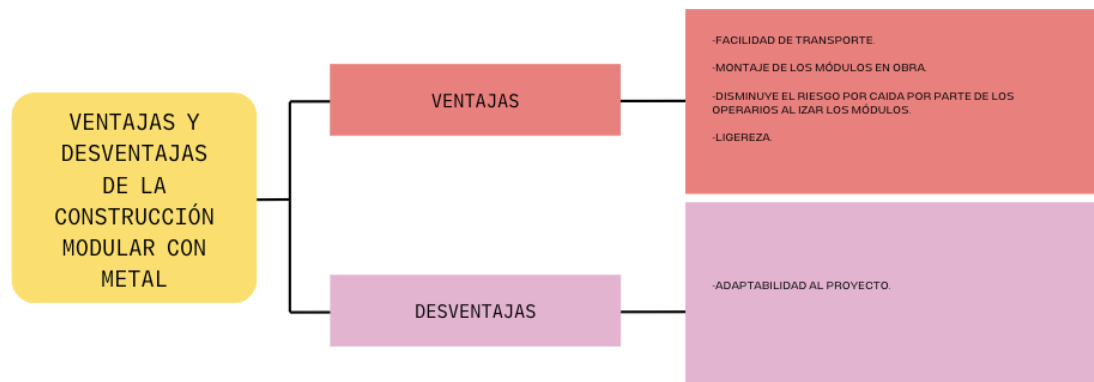 VENTAJAS Y
DESVENTAJAS
DE LA
CONSTRUCCIÓN
MODULAR CON
METAL
VENTAJAS
-FACILIDAD DE TRANSPORTE.
-MONTAJE DE LOS MÓDULOS EN OBRA.
-DISMINUYE EL RIESGO POR CAIDA POR PARTE DE LOS
OPERARIOS AL IZAR LOS MÓDULOS.
-LIGEREZA.
DESVENTAJAS
-ADAPTABILIDAD AL PROYECTO.